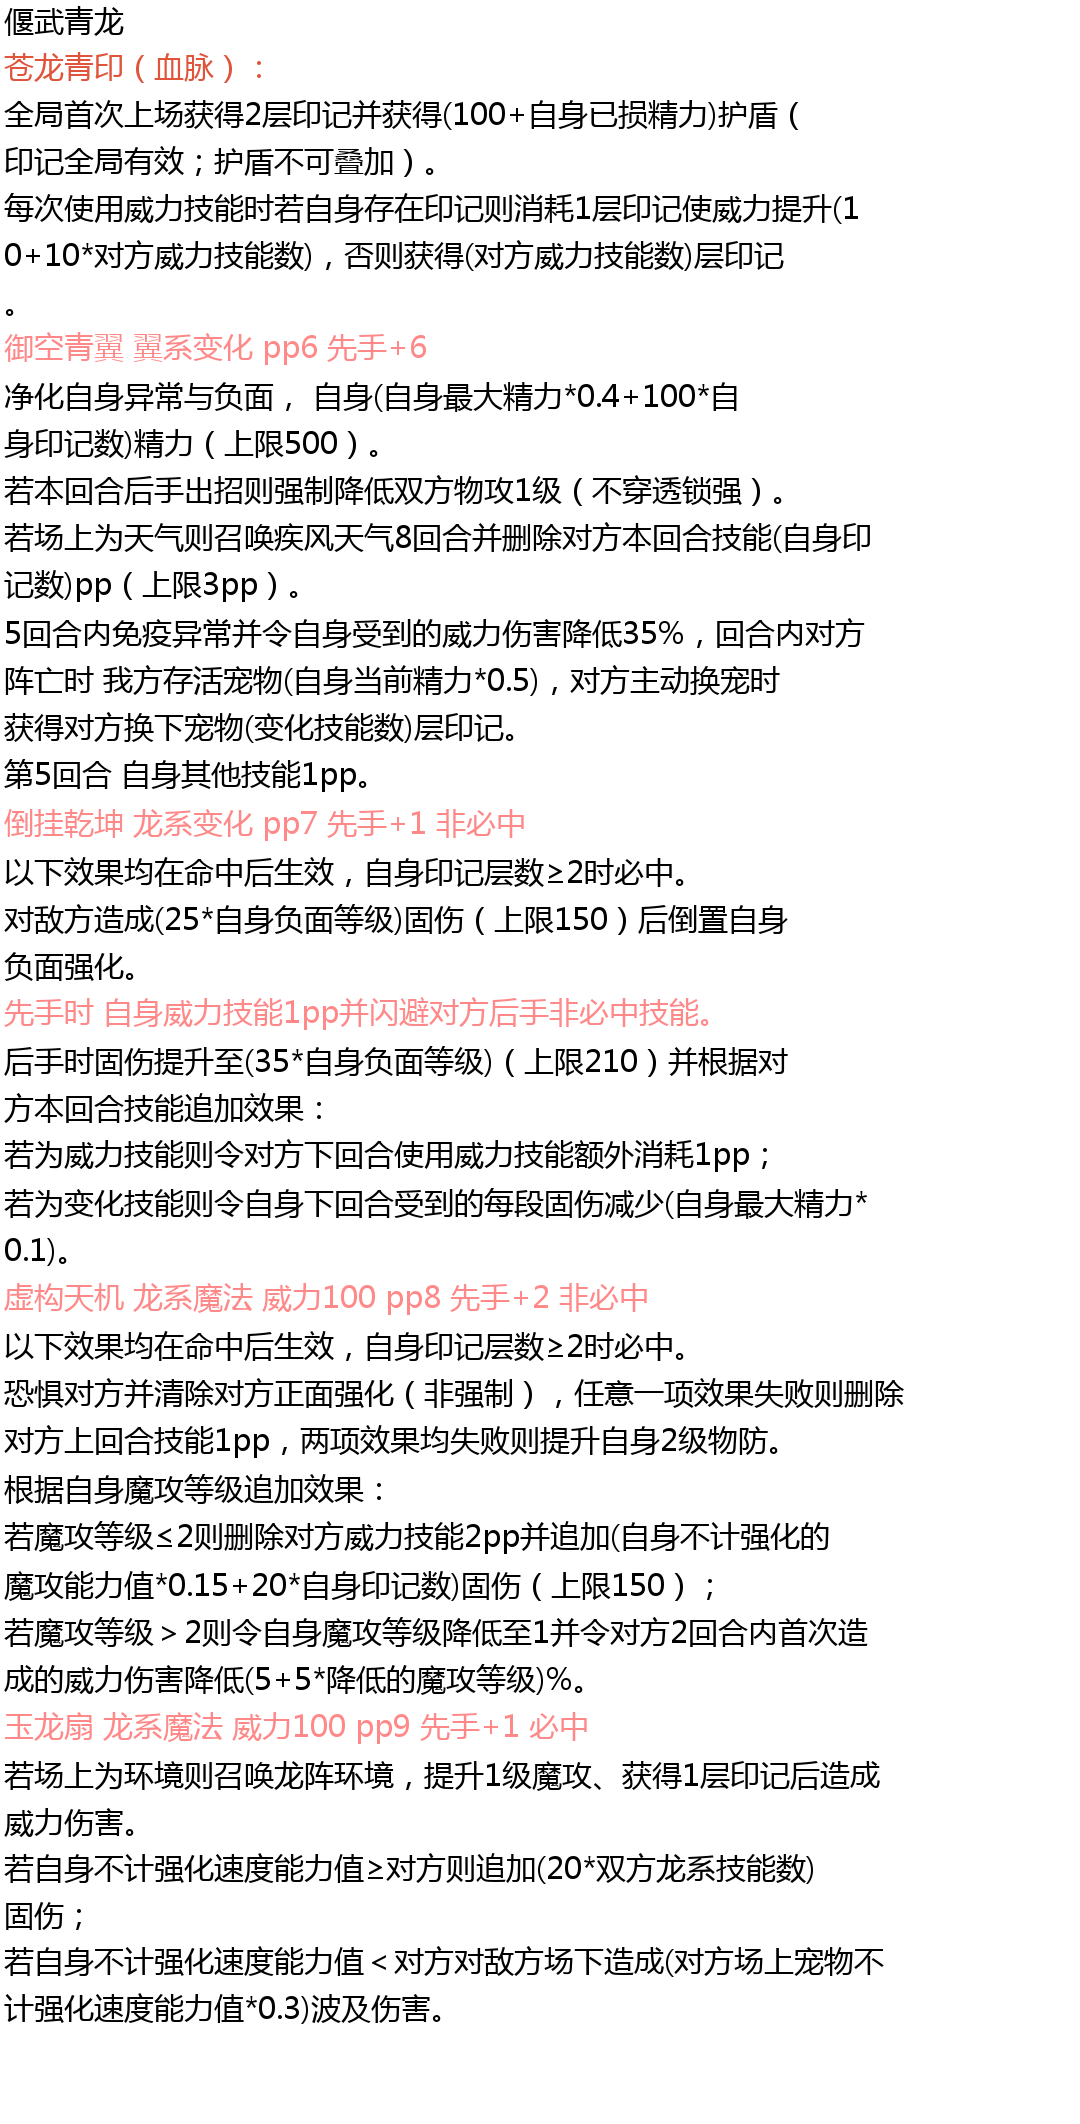 偃武青龙
苍龙青印（血脉）：
全局首次上场获得2层印记并获得(100+自身已损精力)护盾（
印记全局有效；护盾不可叠加）。
每次使用威力技能时若自身存在印记则消耗1层印记使威力提升(1
0+10*对方威力技能数)，否则获得(对方威力技能数)层印记
。
御空青翼 翼系变化 pp6 先手+6
净化自身异常与负面， 自身(自身最大精力*0.4+100*自
身印记数)精力（上限500）。
若本回合后手出招则强制降低双方物攻1级（不穿透锁强）。
若场上为天气则召唤疾风天气8回合并删除对方本回合技能(自身印
记数)pp（上限3pp）。
5回合内免疫异常并令自身受到的威力伤害降低35%，回合内对方
阵亡时 我方存活宠物(自身当前精力*0.5)，对方主动换宠时
获得对方换下宠物(变化技能数)层印记。
第5回合 自身其他技能1pp。
倒挂乾坤 龙系变化 pp7 先手+1 非必中
以下效果均在命中后生效，自身印记层数≥2时必中。
对敌方造成(25*自身负面等级)固伤（上限150）后倒置自身
负面强化。
先手时 自身威力技能1pp并闪避对方后手非必中技能。
后手时固伤提升至(35*自身负面等级)（上限210）并根据对
方本回合技能追加效果：
若为威力技能则令对方下回合使用威力技能额外消耗1pp；
若为变化技能则令自身下回合受到的每段固伤减少(自身最大精力*
0.1)。
虚构天机 龙系魔法 威力100 pp8 先手+2 非必中
以下效果均在命中后生效，自身印记层数≥2时必中。
恐惧对方并清除对方正面强化（非强制），任意一项效果失败则删除
对方上回合技能1pp，两项效果均失败则提升自身2级物防。
根据自身魔攻等级追加效果：
若魔攻等级≤2则删除对方威力技能2pp并追加(自身不计强化的
魔攻能力值*0.15+20*自身印记数)固伤（上限150）；
若魔攻等级＞2则令自身魔攻等级降低至1并令对方2回合内首次造
成的威力伤害降低(5+5*降低的魔攻等级)%。
玉龙扇 龙系魔法 威力100 pp9 先手+1 必中
若场上为环境则召唤龙阵环境，提升1级魔攻、获得1层印记后造成
威力伤害。
若自身不计强化速度能力值≥对方则追加(20*双方龙系技能数)
固伤；
若自身不计强化速度能力值＜对方对敌方场下造成(对方场上宠物不
计强化速度能力值*0.3)波及伤害。